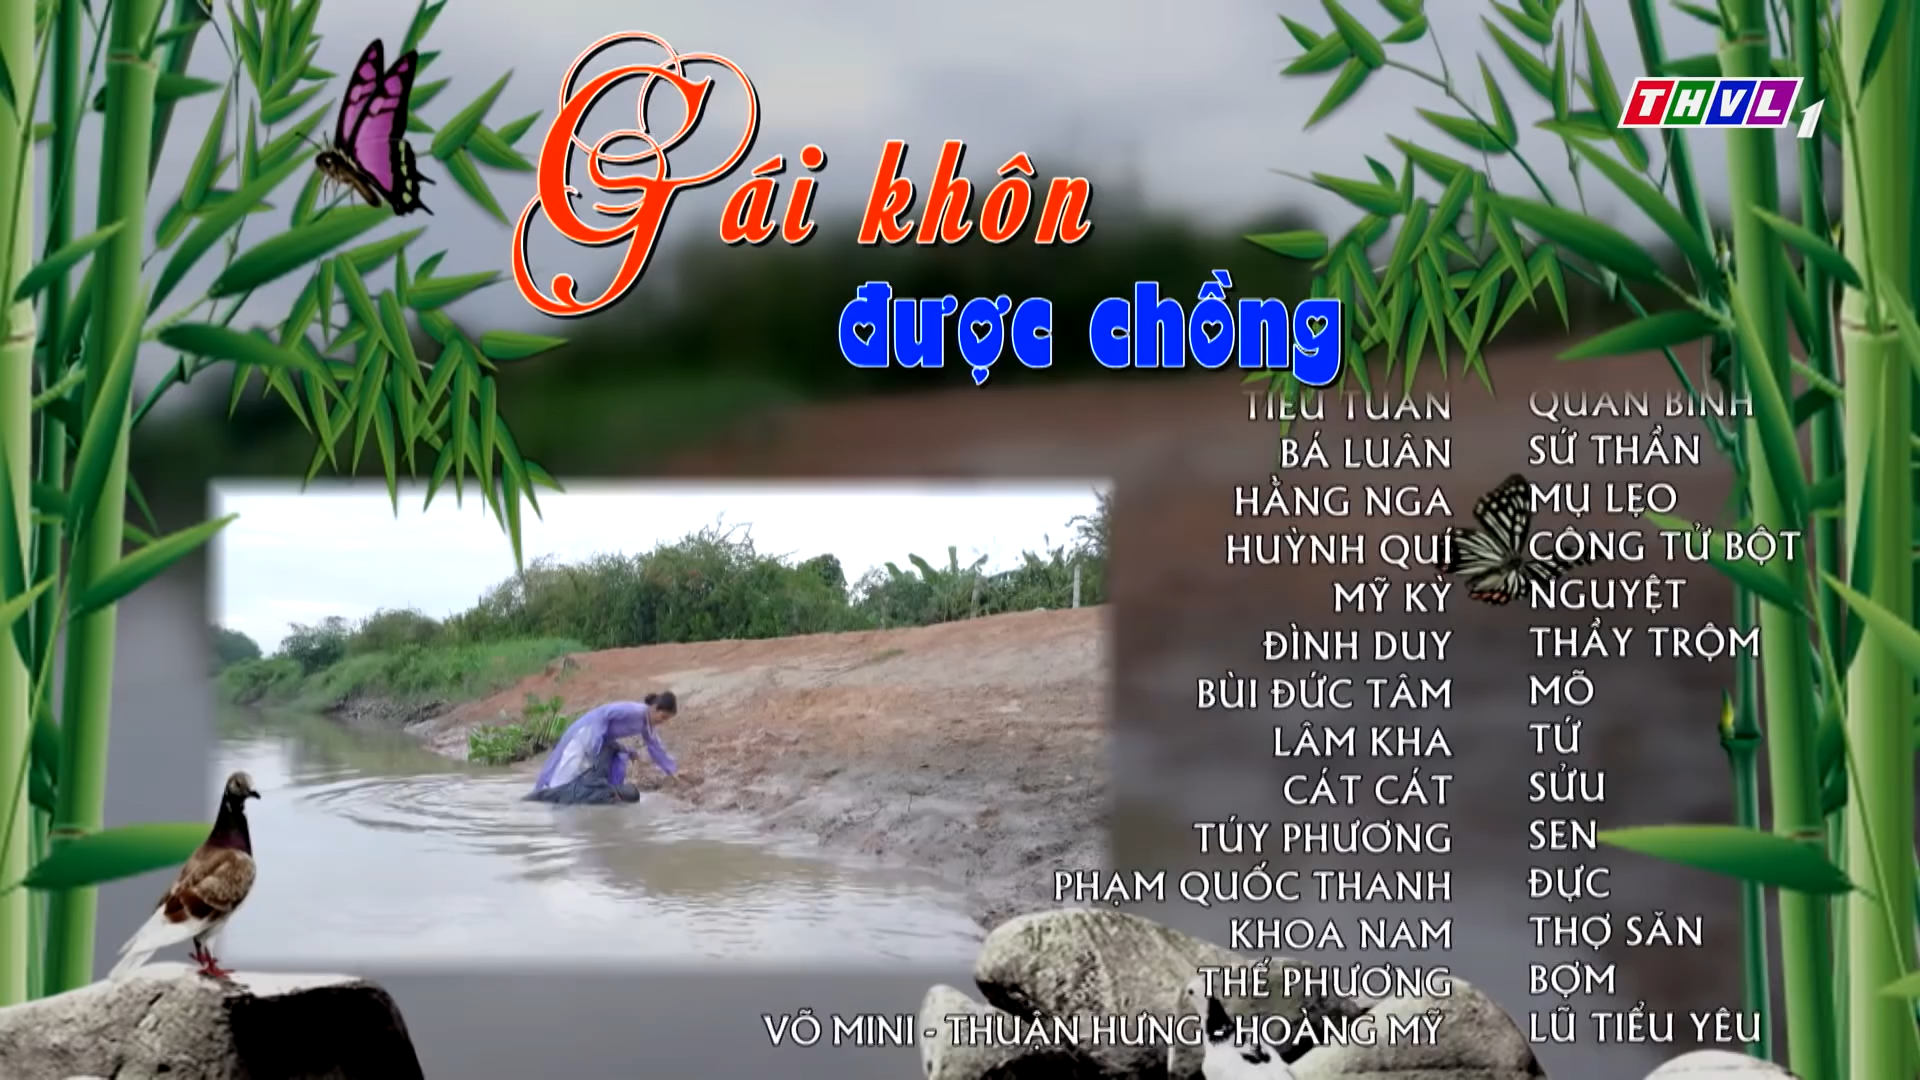 THVL1
Gái khôn
được chồng
TIỂU TUẤN QUAN BINH
BÁ LUÂN SỨ THẦN
HẰNG NGA MỤ LẸO
HUỲNH QUÍ CÔNG TỬ BỘT
MỸ KỲ NGUYỆT
ĐÌNH DUY THẦY TRỘM
BÙI ĐỨC TÂM MÕ
LÂM KHA TỨ
CÁT CÁT SỬU
TÚY PHƯƠNG SEN
PHẠM QUỐC THANH ĐỰC
KHOA NAM THỢ SĂN
THẾ PHƯƠNG BỢM
VÕ MINI - THUẬN HƯNG - HOÀNG MỸ LŨ TIỂU YÊU